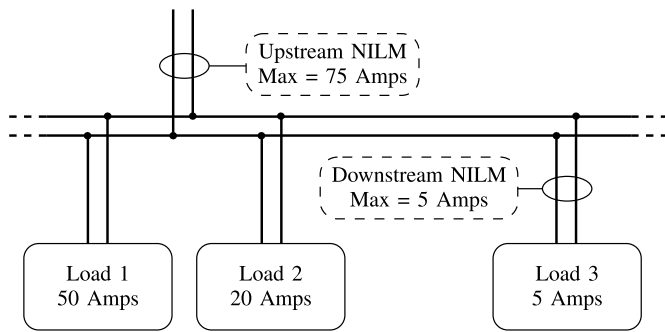 Upstream NILM
Max = 75 Amps
Downstream NILM
Max = 5 Amps
Load 1
50 Amps
Load 2
20 Amps
Load 3
5 Amps